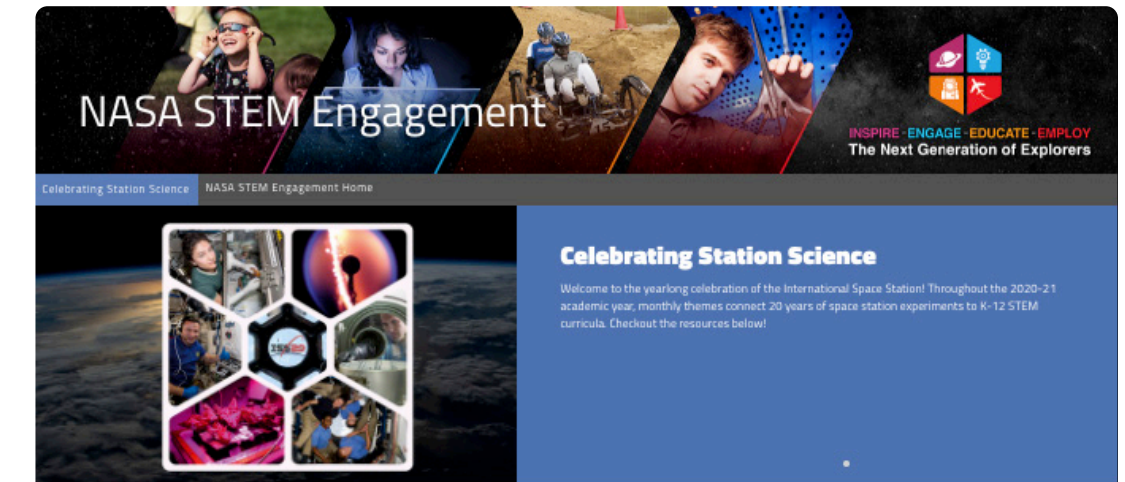 NASA STEM Engagement
INSPIRE - ENGAGE - EDUCATE - EMPLOY
The Next Generation of Explorers
Celebrating Station Science
NASA STEM Engagement Home
Celebrating Station Science
Welcome to the yearlong celebration of the International Space Station! Throughout the 2020-21
academic year, monthly themes connect 20 years of space station experiments to K-12 STEM
curricula. Checkout the resources below!